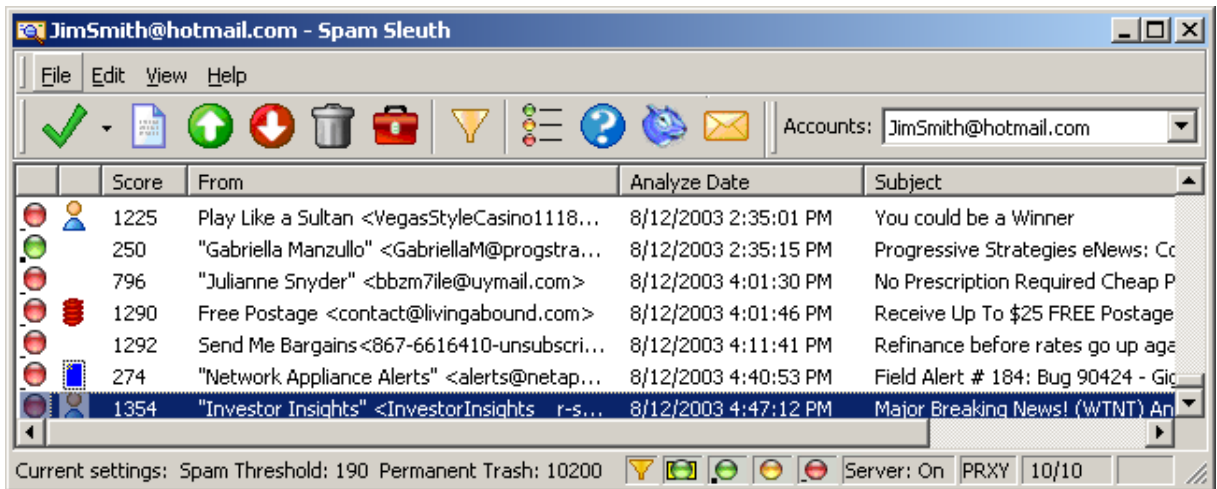 JimSmith@hotmail.com - Spam Sleuth
File Edit View Help
Accounts: JimSmith@hotmail.com
Score From Analyze Date Subject
1225 Play Like a Sultan <VegasStyleCasino1118... 8/12/2003 2:35:01 PM You could be a Winner
250 "Gabriella Manzullo" <GabriellaM@progstra... 8/12/2003 2:35:15 PM Progressive Strategies eNews: Co
796 "Julianne Snyder" <bbzm7ile@uymail.com> 8/12/2003 4:01:30 PM No Prescription Required Cheap P
1290 Free Postage <contact@livingabound.com> 8/12/2003 4:01:46 PM Receive Up To $25 FREE Postage
1292 Send Me Bargains<867-6616410-unsubscri... 8/12/2003 4:11:41 PM Refinance before rates go up aga
274 "Network Appliance Alerts" <alerts@netap... 8/12/2003 4:40:53 PM Field Alert # 184: Bug 90424 - Gig
1354 "Investor Insights" <InvestorInsights r-s... 8/12/2003 4:47:12 PM Major Breaking News! (WTNT) An
Current settings: Spam Threshold: 190 Permanent Trash: 10200 Server: On PRXY 10/10